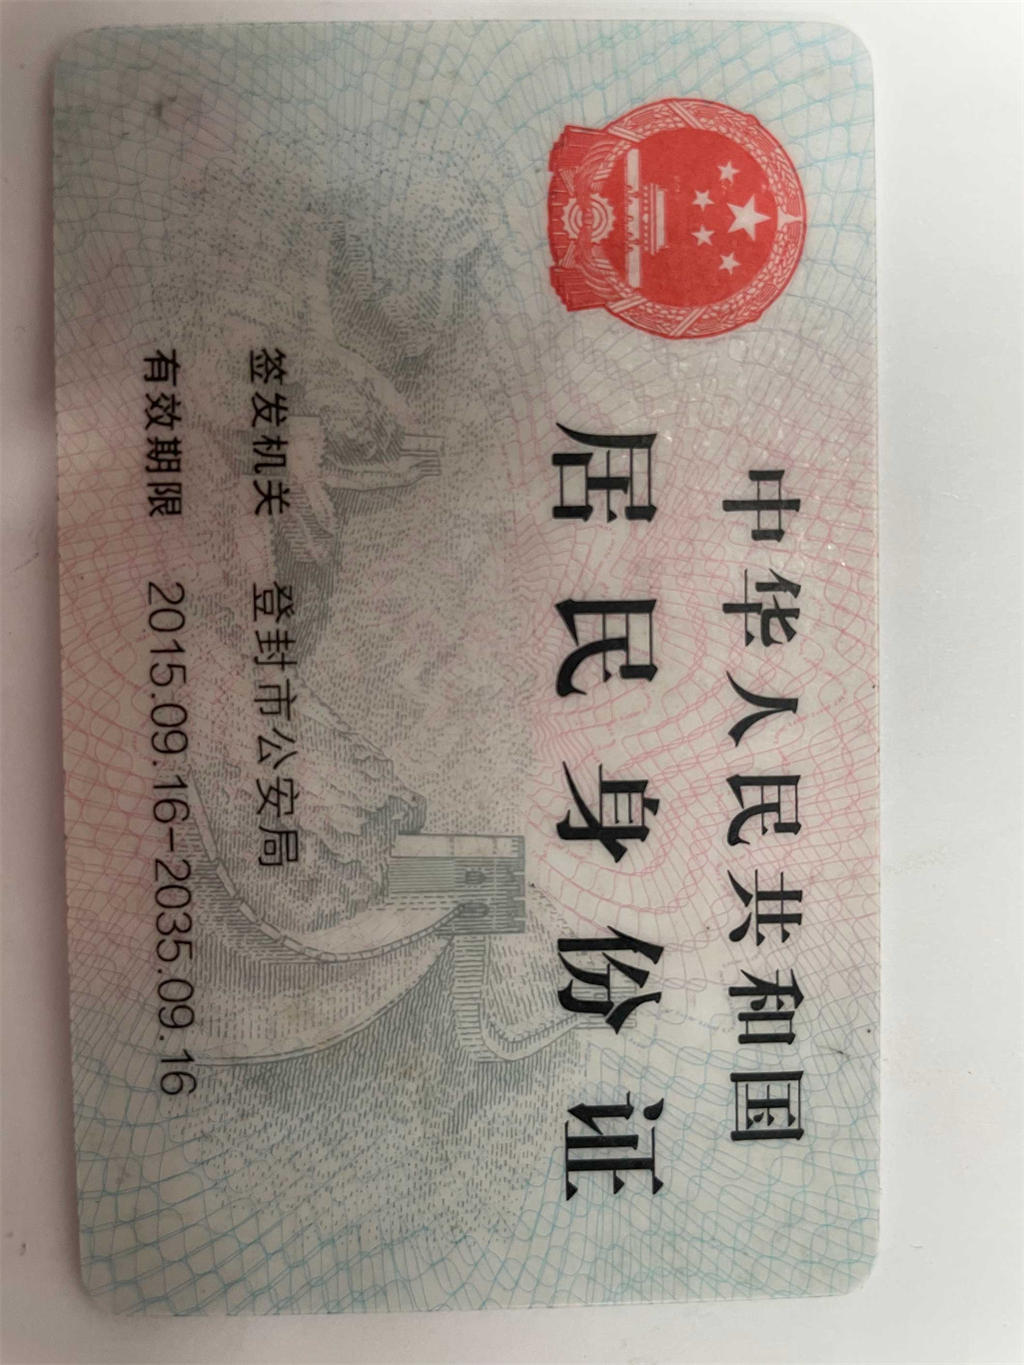 中华人民共和国
居民身份证
签发机关 登封市公安局
有效期限 2015.09.16-2035.09.16